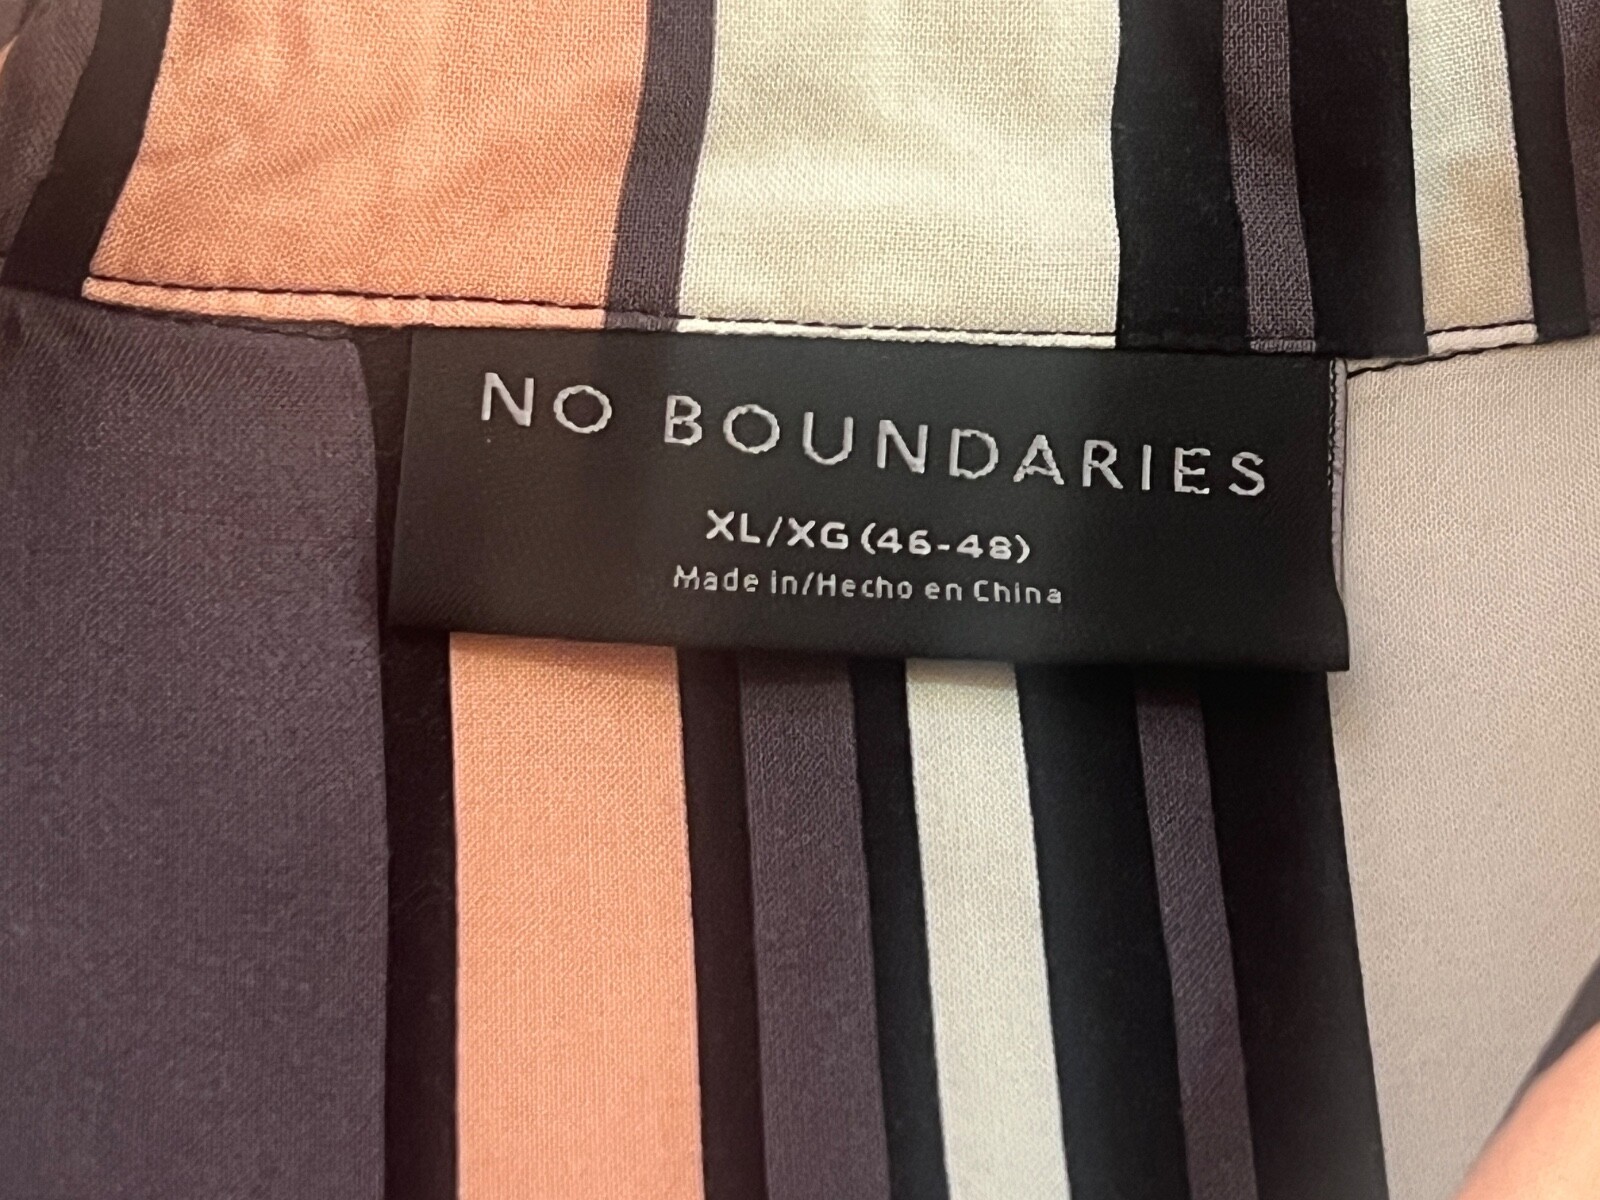 NO BOUNDARIES
XL/XG (46-48)
Made in/Hecho en China